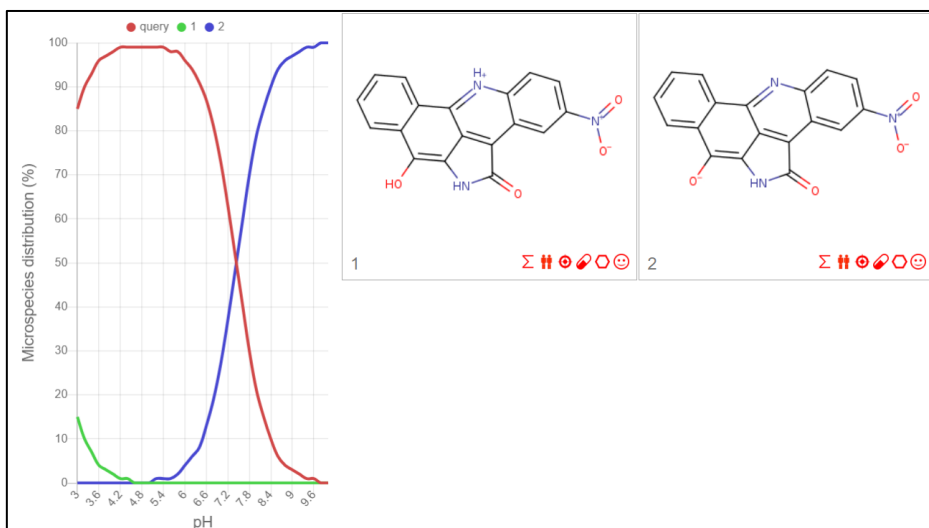 query 1 2
Microspecies distribution (%)
100
90
80
70
60
50
40
30
20
10
0
3 3.6 4.2 4.8 5.4 6 6.6 7.2 7.8 8.4 9 9.6
pH
H
N+
O
N+
O-
HO
HN
O
1
Σ
N
O
N+
O-
O-
HN
O
2
Σ